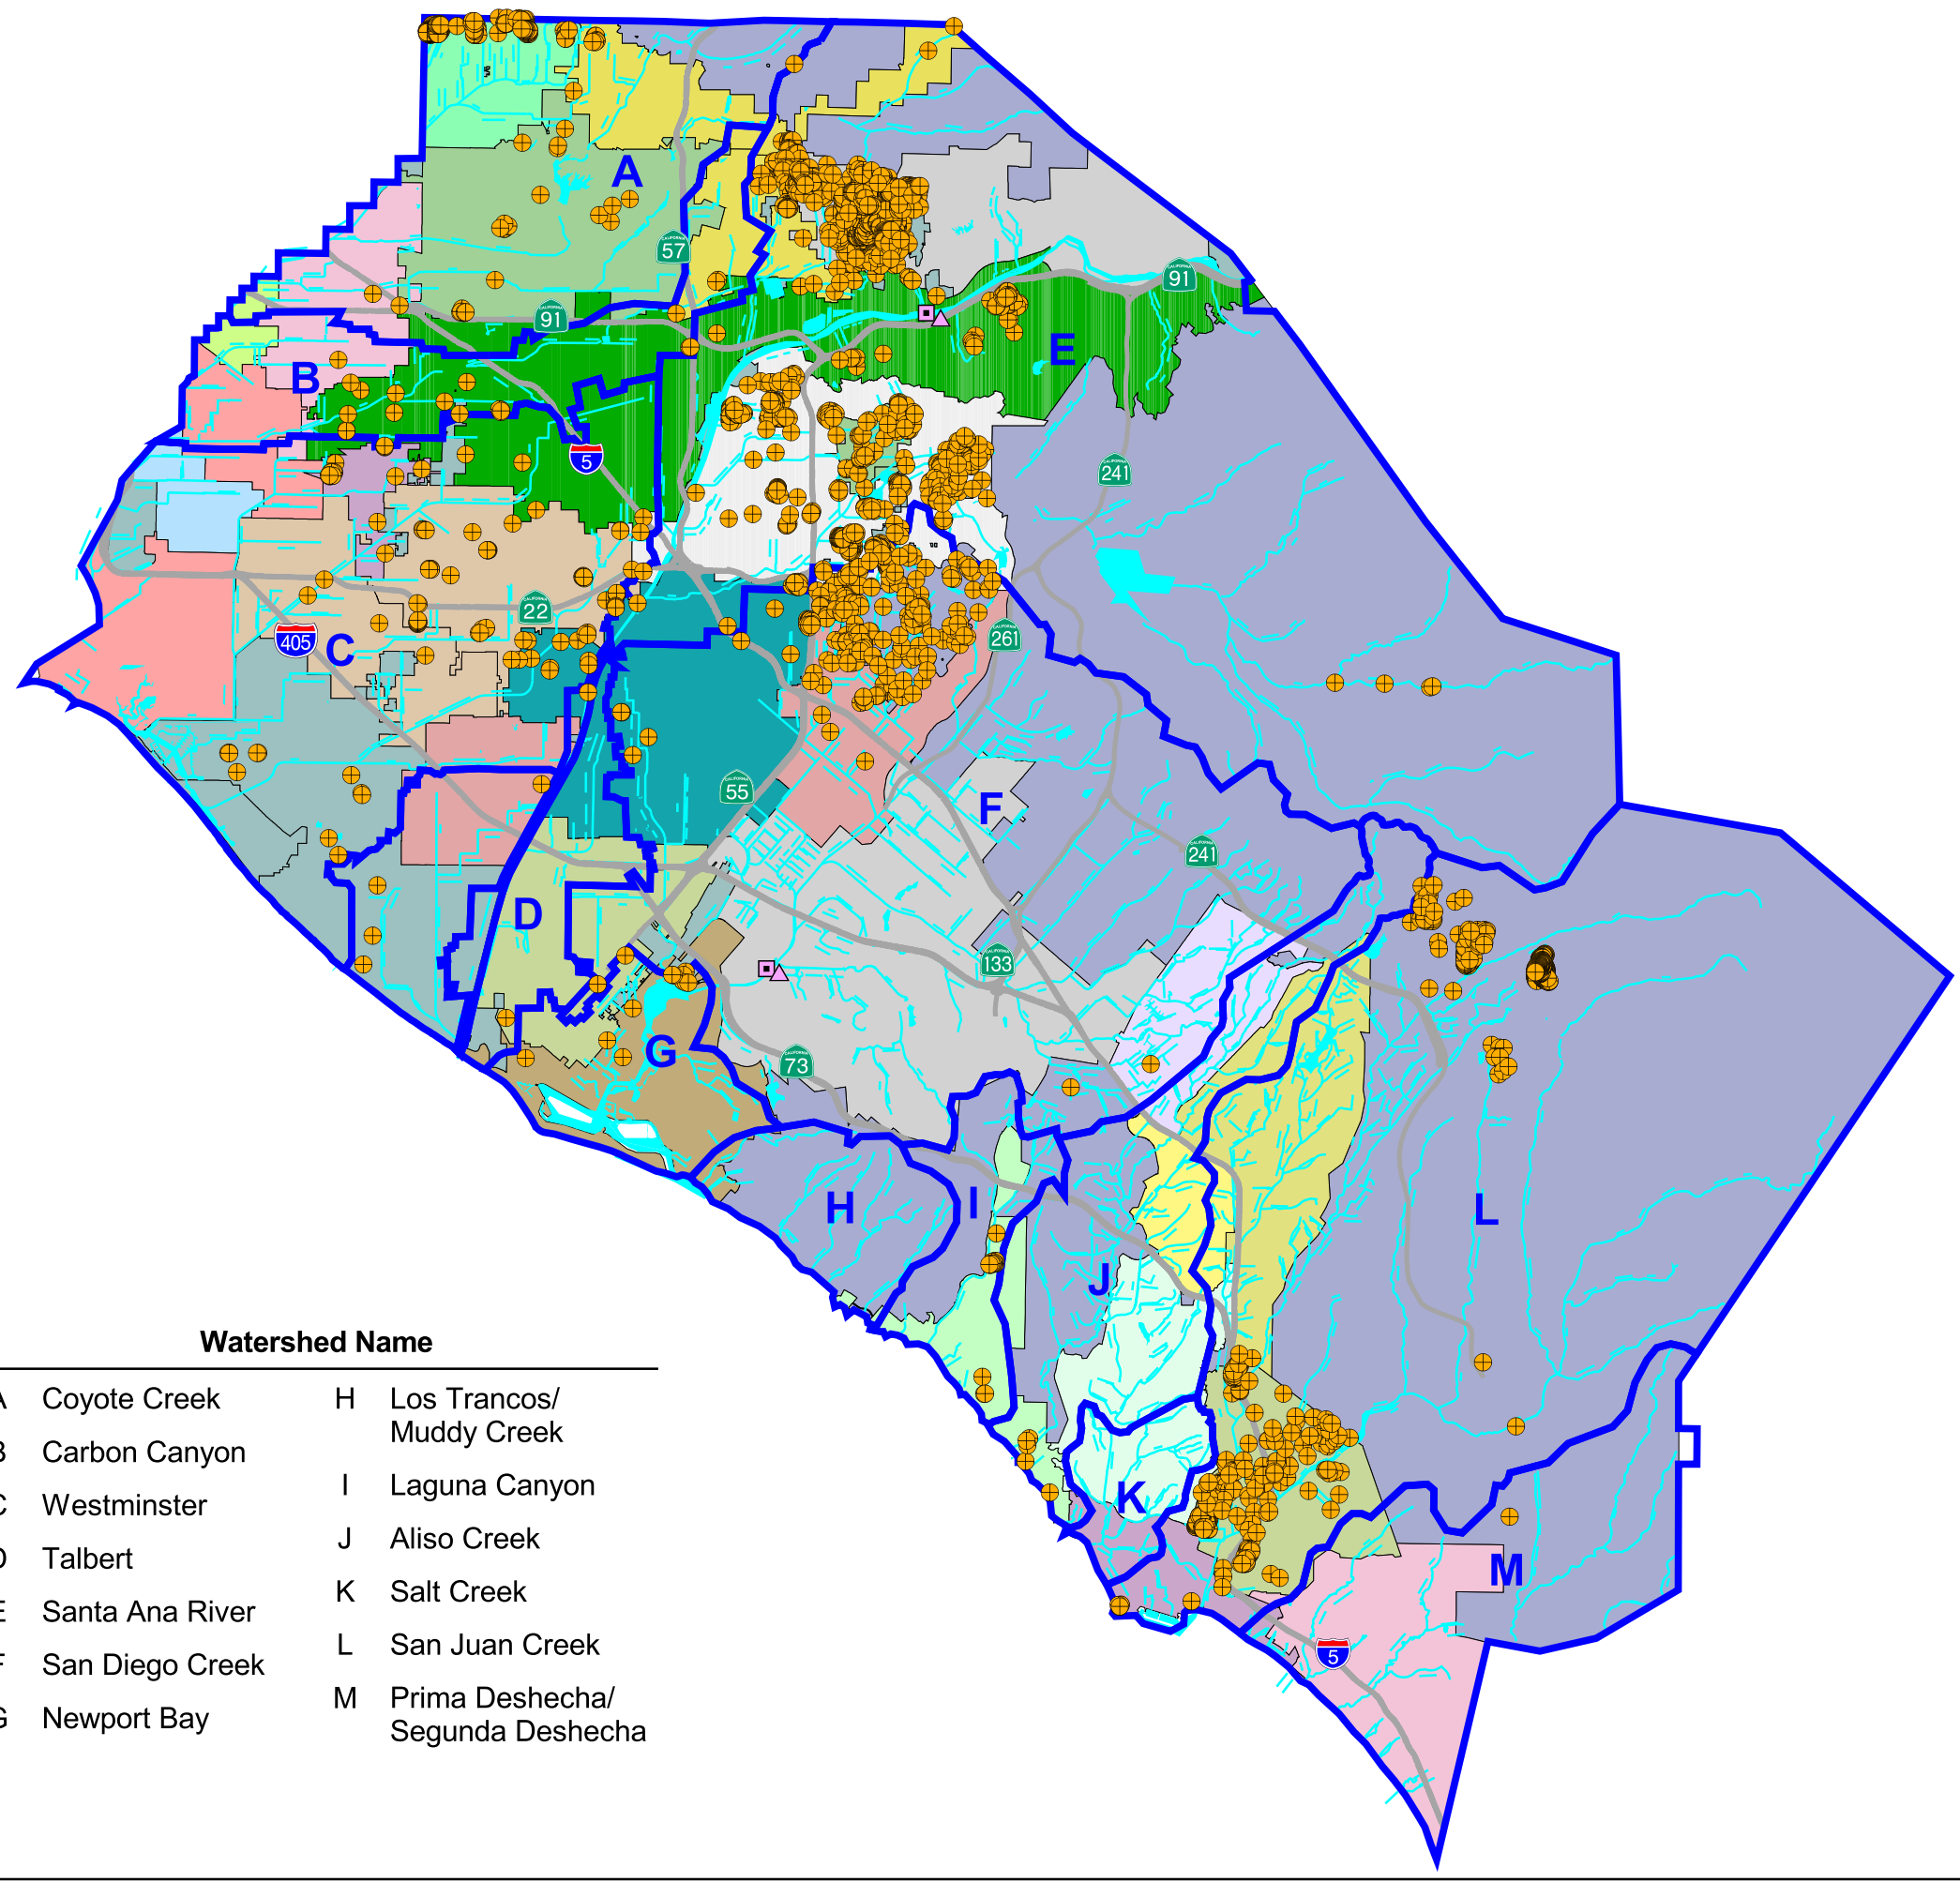 A
57
91
91
B
E
5
241
22
405
C
261
55
F
241
D
133
G
73
H
I
L
J
K
M
5
Watershed Name
A Coyote Creek
B Carbon Canyon
C Westminster
D Talbert
E Santa Ana River
F San Diego Creek
G Newport Bay
H Los Trancos/
Muddy Creek
I Laguna Canyon
J Aliso Creek
K Salt Creek
L San Juan Creek
M Prima Deshecha/
Segunda Deshecha